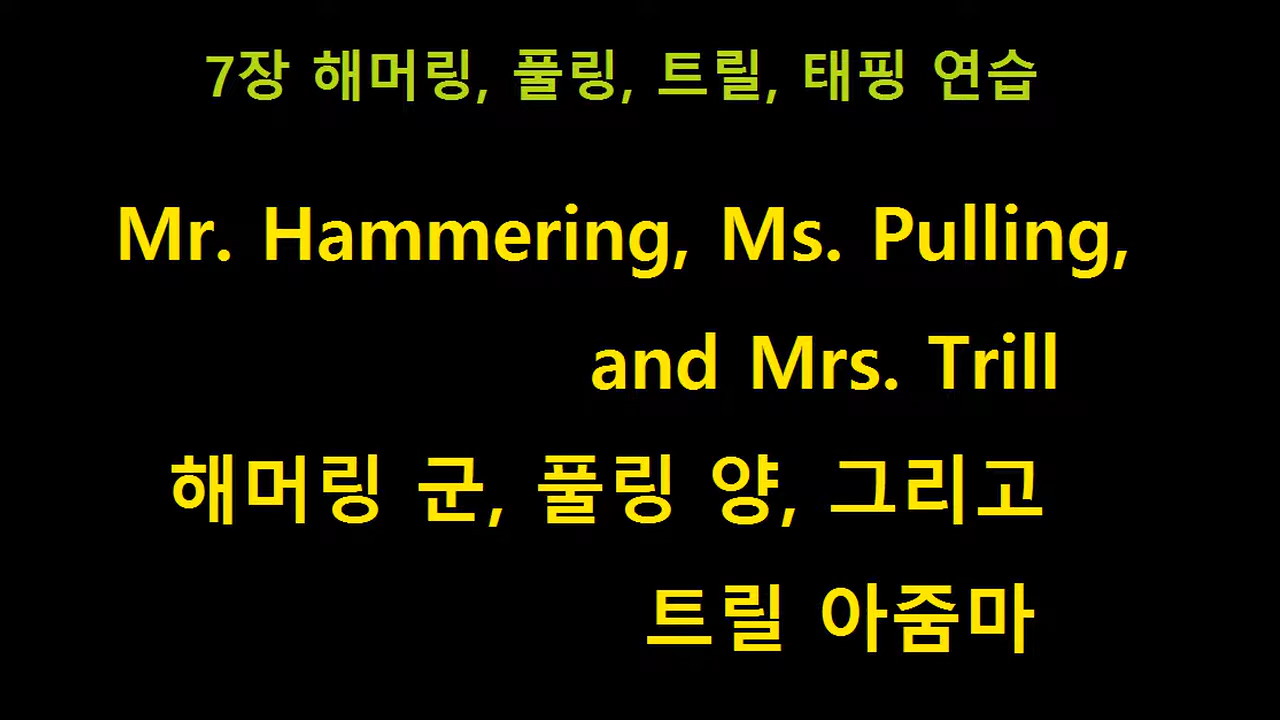 7장 해머링, 풀링, 트릴, 태핑 연습
Mr. Hammering, Ms. Pulling,
and Mrs. Trill
해머링 군, 풀링 양, 그리고
트릴 아줌마